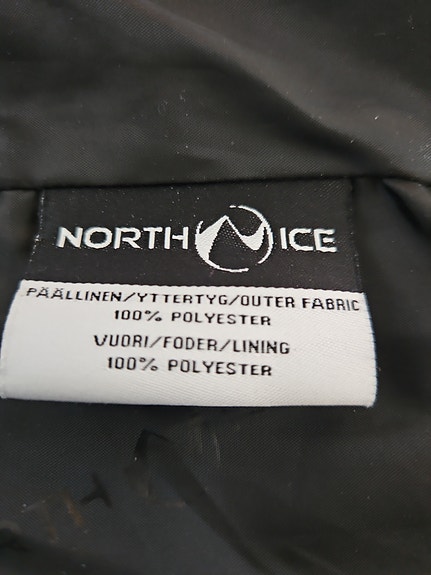 NORTH ICE
PÄÄLLINEN/YTTERTYG/OUTER FABRIC
100% POLYESTER
VUORI/FODER/LINING
100% POLYESTER